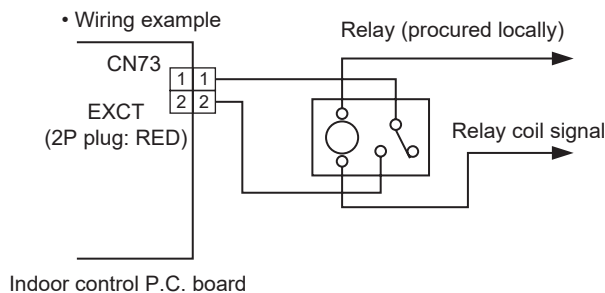 • Wiring example
Relay (procured locally)
CN73
1 1
2 2
EXCT
(2P plug: RED)
Relay coil signal
Indoor control P.C. board